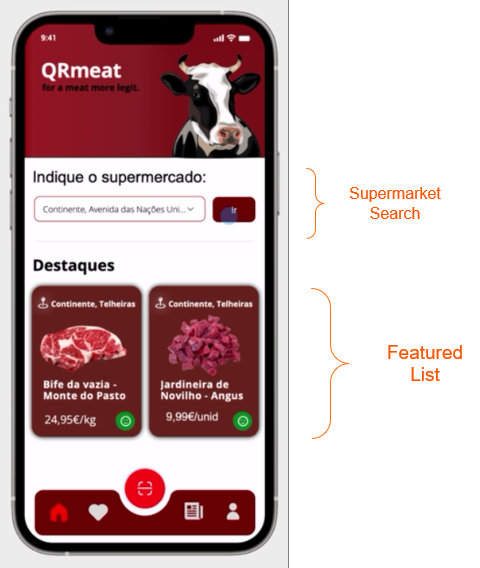 9:41
QRmeat
for a meat more legit.
Indique o supermercado:
Continente, Avenida das Nações Uni...
Ir
Supermarket
Search
Destaques
Continente, Telheiras
Bife da vazia -
Monte do Pasto
24,95€/kg
Continente, Telheiras
Jardineira de
Novilho - Angus
9,99€/unid
Featured
List